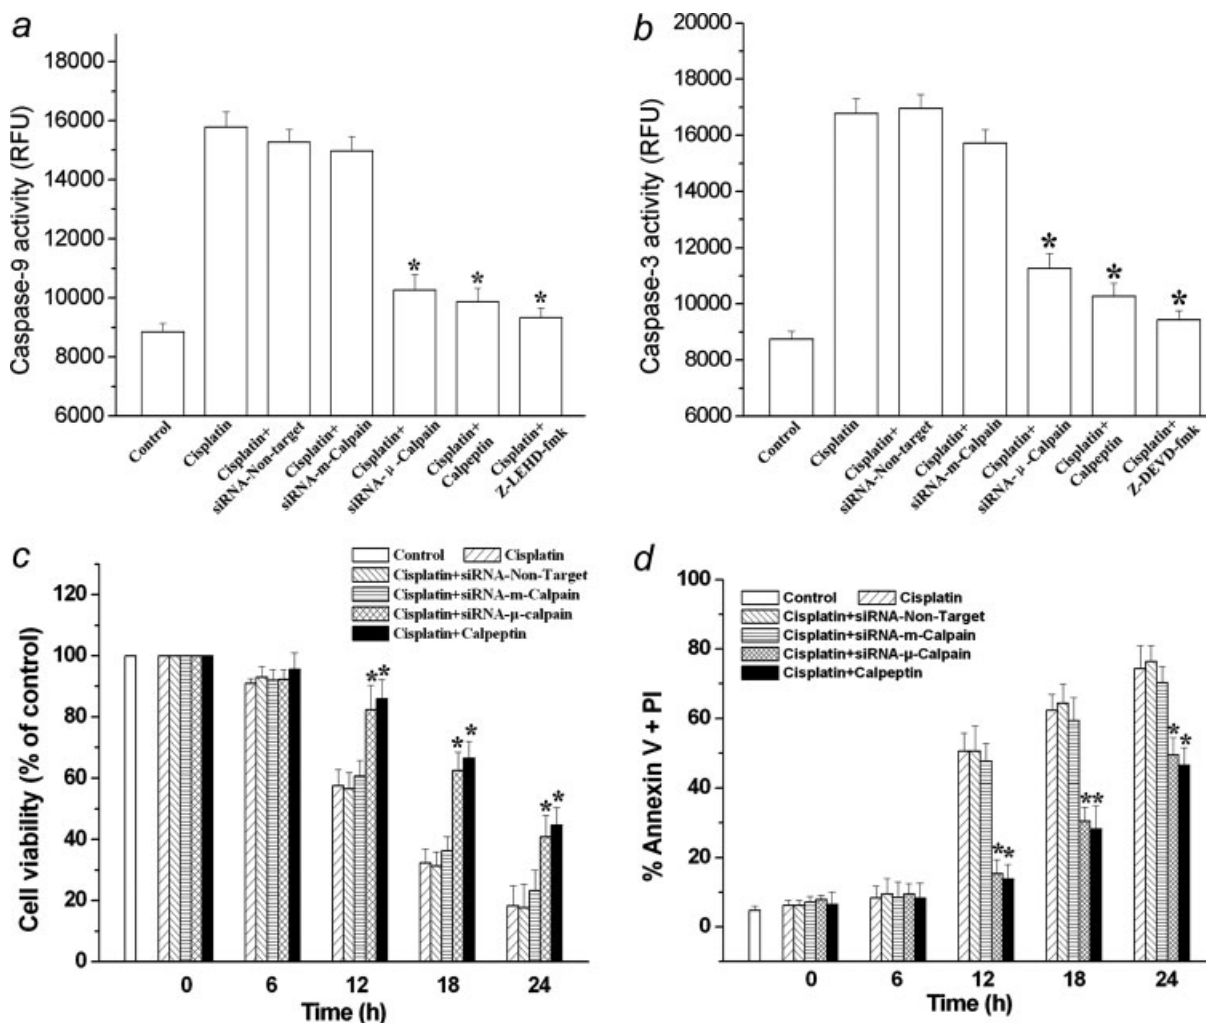 a
Caspase-9 activity (RFU)
18000
16000
14000
12000
10000
8000
6000
*
*
*
Control
Cisplatin
Cisplatin+
siRNA-Non-target
Cisplatin+
siRNA-m-Calpain
Cisplatin+
siRNA-μ-Calpain
Cisplatin+
Calpeptin
Cisplatin+
Z-LEHD-fmk
b
Caspase-3 activity (RFU)
20000
18000
16000
14000
12000
10000
8000
6000
*
*
*
Control
Cisplatin
Cisplatin+
siRNA-Non-target
Cisplatin+
siRNA-m-Calpain
Cisplatin+
siRNA-μ-Calpain
Cisplatin+
Calpeptin
Cisplatin+
Z-DEVD-fmk
c
Control Cisplatin
Cisplatin+siRNA-Non-Target
Cisplatin+siRNA-m-Calpain
Cisplatin+siRNA-μ-calpain
Cisplatin+Calpeptin
Cell viability (% of control)
120
100
80
60
40
20
0
**
**
**
0 6 12 18 24
Time (h)
d
Control Cisplatin
Cisplatin+siRNA-Non-Target
Cisplatin+siRNA-m-Calpain
Cisplatin+siRNA-μ-Calpain
Cisplatin+Calpeptin
% Annexin V + PI
100
80
60
40
20
0
**
**
**
0 6 12 18 24
Time (h)